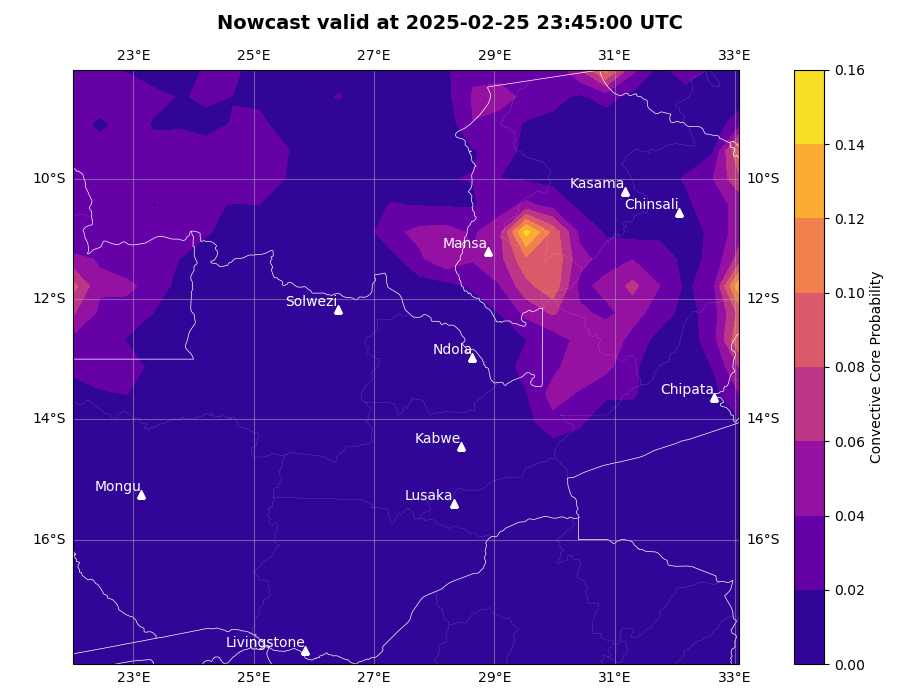 Nowcast valid at 2025-02-25 23:45:00 UTC
23°E 25°E 27°E 29°E 31°E 33°E
0.16
0.14
10°S Kasama 10°S
Chinsali
0.12
Mansa
0.10
12°S Solwezi 12°S
0.08
Ndola
Chipata
14°S 14°S
0.06
Kabwe
Mongu
Lusaka
0.04
16°S 16°S
0.02
Livingstone
0.00
23°E 25°E 27°E 29°E 31°E 33°E
Convective Core Probability